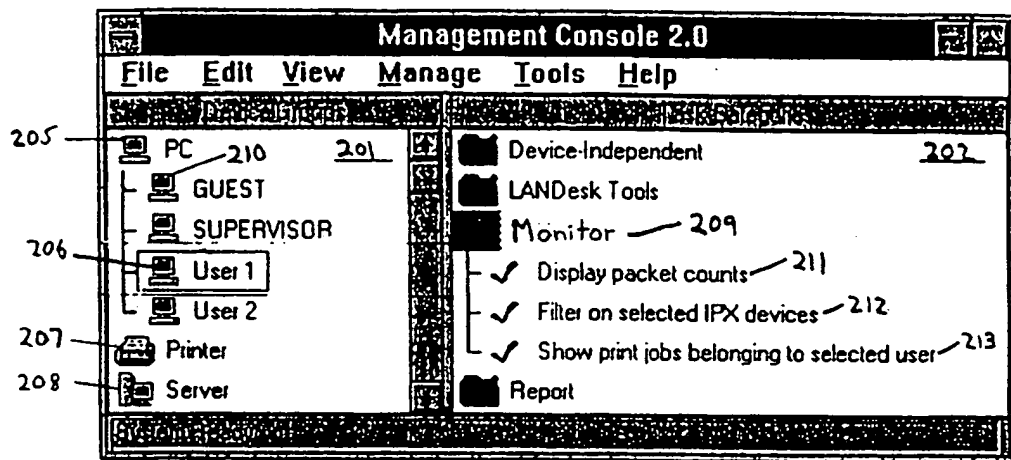 Management Console 2.0
File Edit View Manage Tools Help
205 PC 210 201
GUEST
SUPERVISOR
206 User 1
User 2
207 Printer
208 Server
Device-Independent 202
LANDesk Tools
Monitor 209
Display packet counts 211
Filter on selected IPX devices 212
Show print jobs belonging to selected user 213
Report